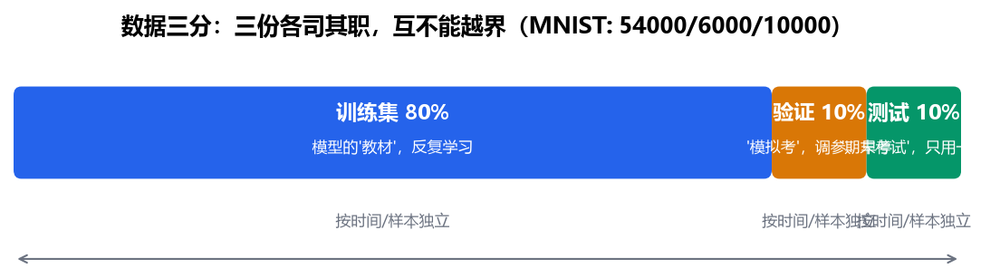 数据三分：三份各司其职，互不能越界（MNIST: 54000/6000/10000）
训练集 80%
验证 10%
测试 10%
模型的'教材'，反复学习
'模拟考'，调参
期末考试'，只用一
按时间/样本独立
按时间/样本独立
按时间/样本独立